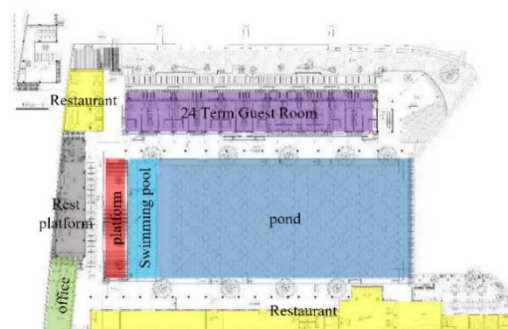 Restaurant
24 Term Guest Room
Rest
platform
platform
Swimming pool
pond
office
Restaurant